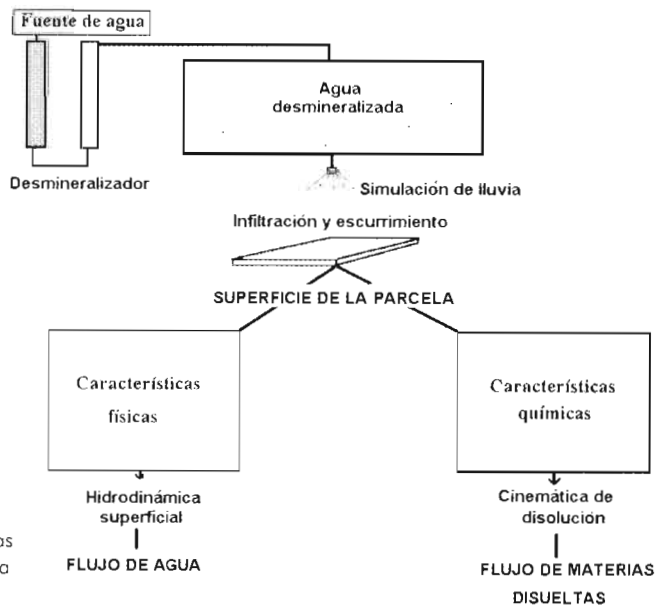 Fuente de agua
Agua
desmineralizada
Desmineralizador
Simulación de lluvia
Infiltración y escurrimiento
SUPERFICIE DE LA PARCELA
Características
físicas
Características
químicas
Hidrodinámica
superficial
Cinemática de
disolución
FLUJO DE AGUA
FLUJO DE MATERIAS
DISUELTAS